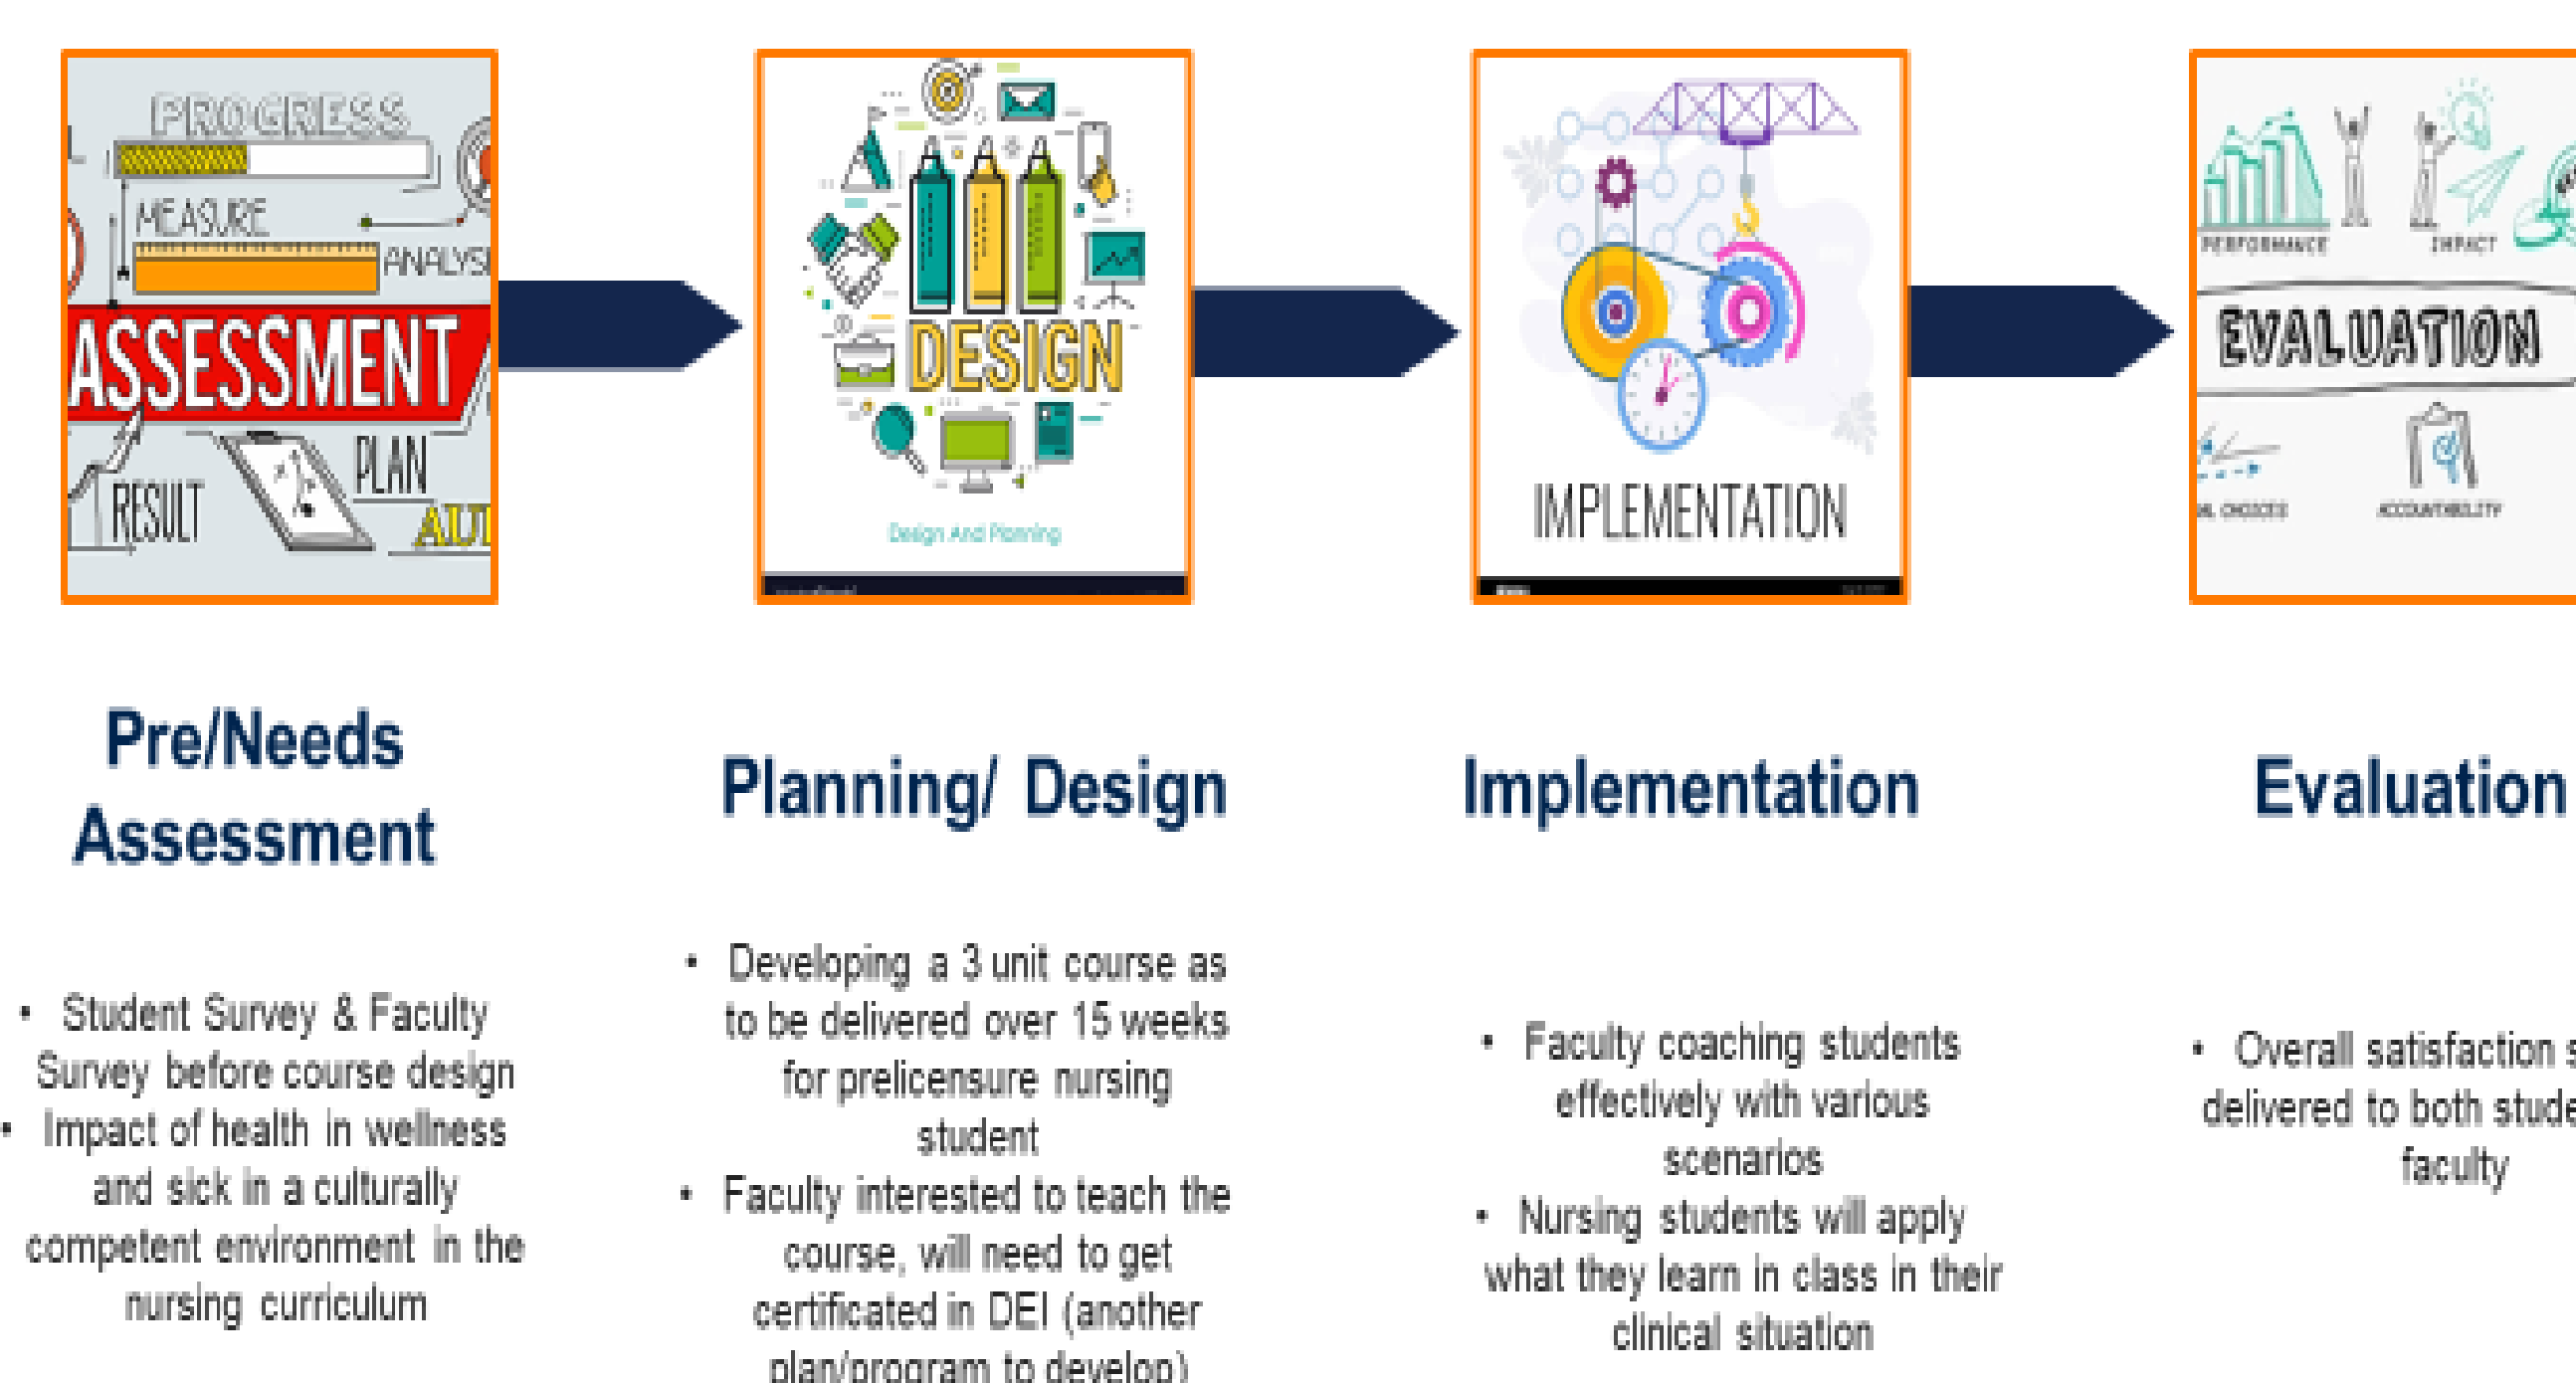 PROGRESS
MEASURE
ANALYS
ASSESSMENT
PLAN
RESULT
AUI
DESIGN
Design And Planning
IMPLEMENTATION
PERFORMANCE
IMPACT
EVALUATION
AL CHOICES
ACCOUNTABILITY
Pre/Needs
Assessment
• Student Survey & Faculty
Survey before course design
• Impact of health in wellness
and sick in a culturally
competent environment in the
nursing curriculum
Planning/ Design
• Developing a 3 unit course as
to be delivered over 15 weeks
for prelicensure nursing
student
• Faculty interested to teach the
course, will need to get
certificated in DEI (another
plan/program to develop)
Implementation
• Faculty coaching students
effectively with various
scenarios
• Nursing students will apply
what they learn in class in their
clinical situation
Evaluation
• Overall satisfaction s
delivered to both stude
faculty